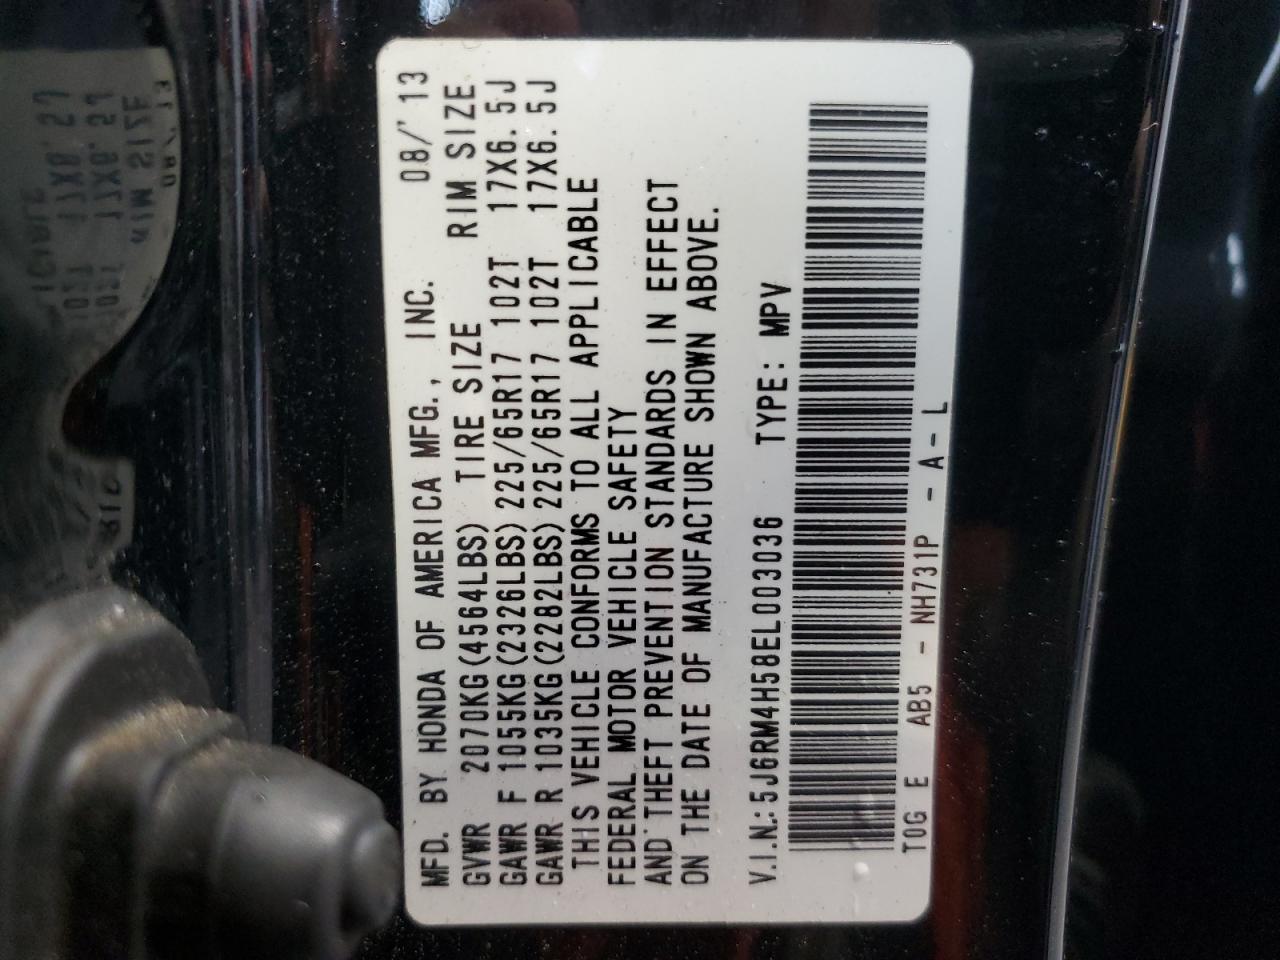 MFD. BY HONDA OF AMERICA MFG., INC. 08/'13
GVWR 2070KG(4564LBS) TIRE SIZE RIM SIZE
GAWR F 1055KG(2326LBS) 225/65R17 102T 17X6.5J
GAWR R 1035KG(2282LBS) 225/65R17 102T 17X6.5J
THIS VEHICLE CONFORMS TO ALL APPLICABLE
FEDERAL MOTOR VEHICLE SAFETY
AND THEFT PREVENTION STANDARDS IN EFFECT
ON THE DATE OF MANUFACTURE SHOWN ABOVE.
V.I.N.: 5J6RM4H58EL003036 TYPE: MPV
T0G E AB5 - NH731P - A - L